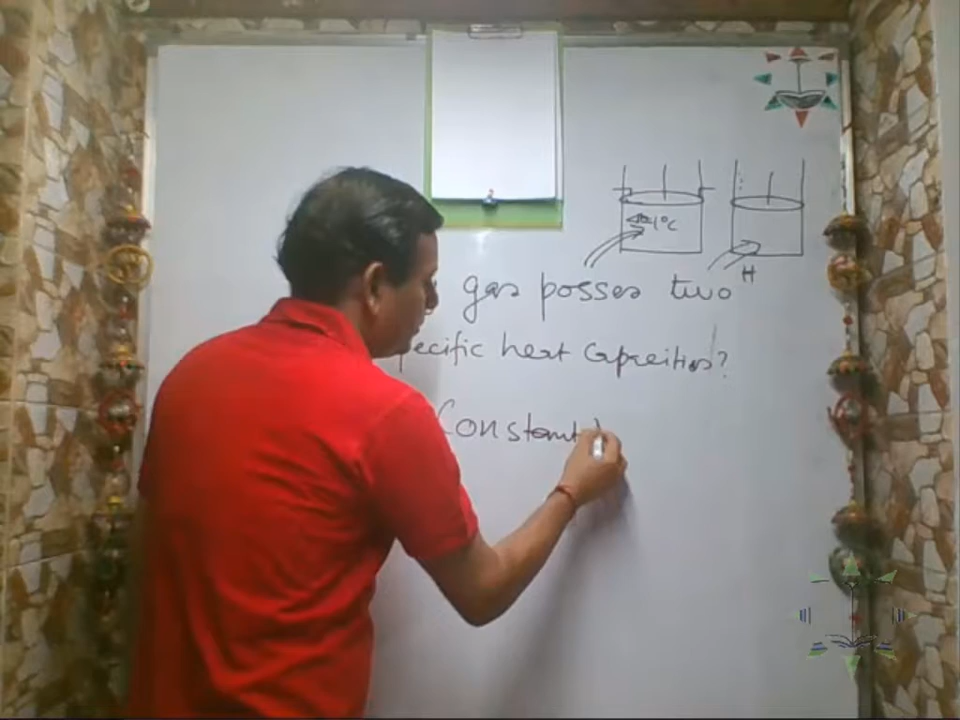 1°C
H
gas posses two
pecific heat Capacities?
Constant